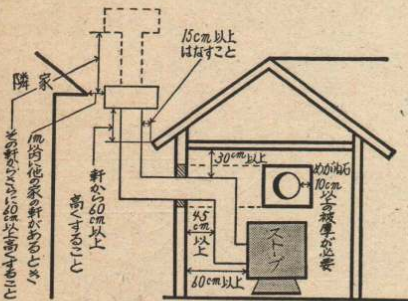 15cm以上
はなすこと
隣家
1m以内に他の家の軒があるときは
その軒からさらに60cm以上高くすること
軒から60cm以上
高くすること
30cm以上
めがね石
10cm以上の被厚が必要
45
cm
以上
ストーブ
60cm以上